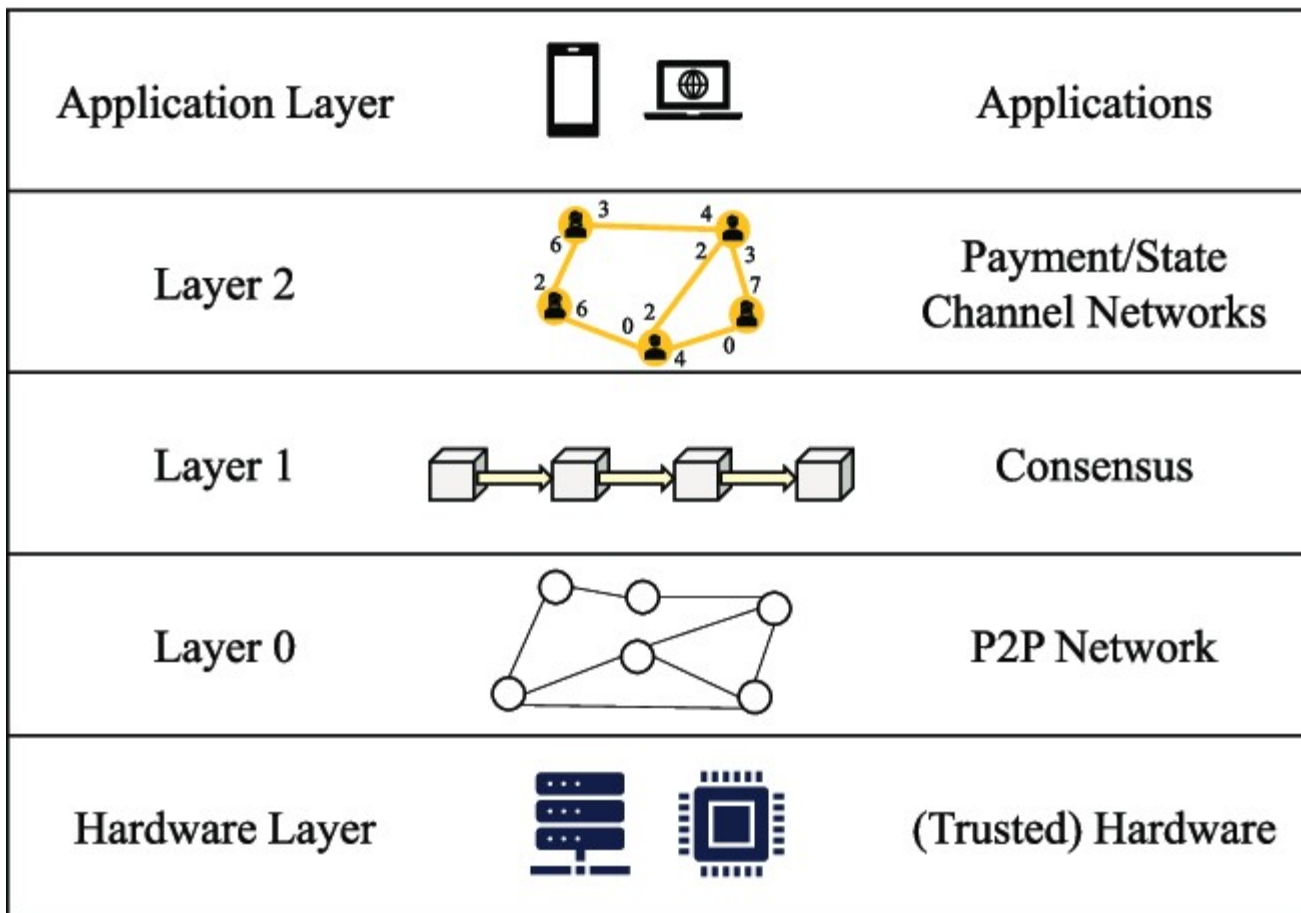 Application Layer
Applications
3 4
6 2 3
Layer 2
2 7
6 0 2
4 0
Payment/State
Channel Networks
Layer 1
Consensus
Layer 0
P2P Network
Hardware Layer
(Trusted) Hardware